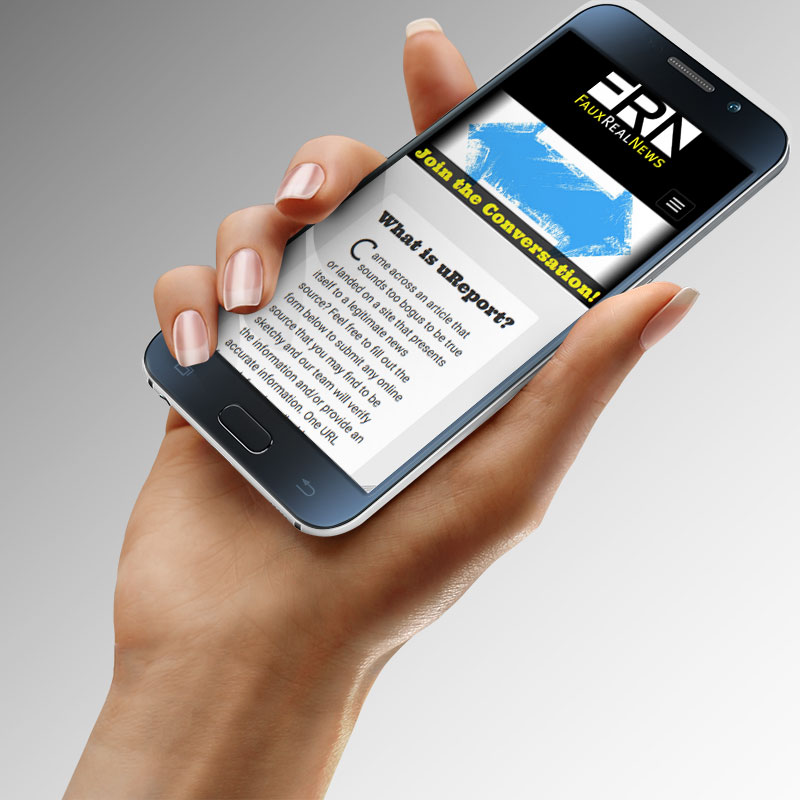 FRN
FAUXREALNEWS
Join the Conversation!
What is uReport?
Came across an article that
sounds too bogus to be true
or landed on a site that presents
itself to a legitimate news
source? Feel free to fill out the
form below to submit any online
source that you may find to be
sketchy and our team will verify
the information and/or provide an
accurate information. One URL